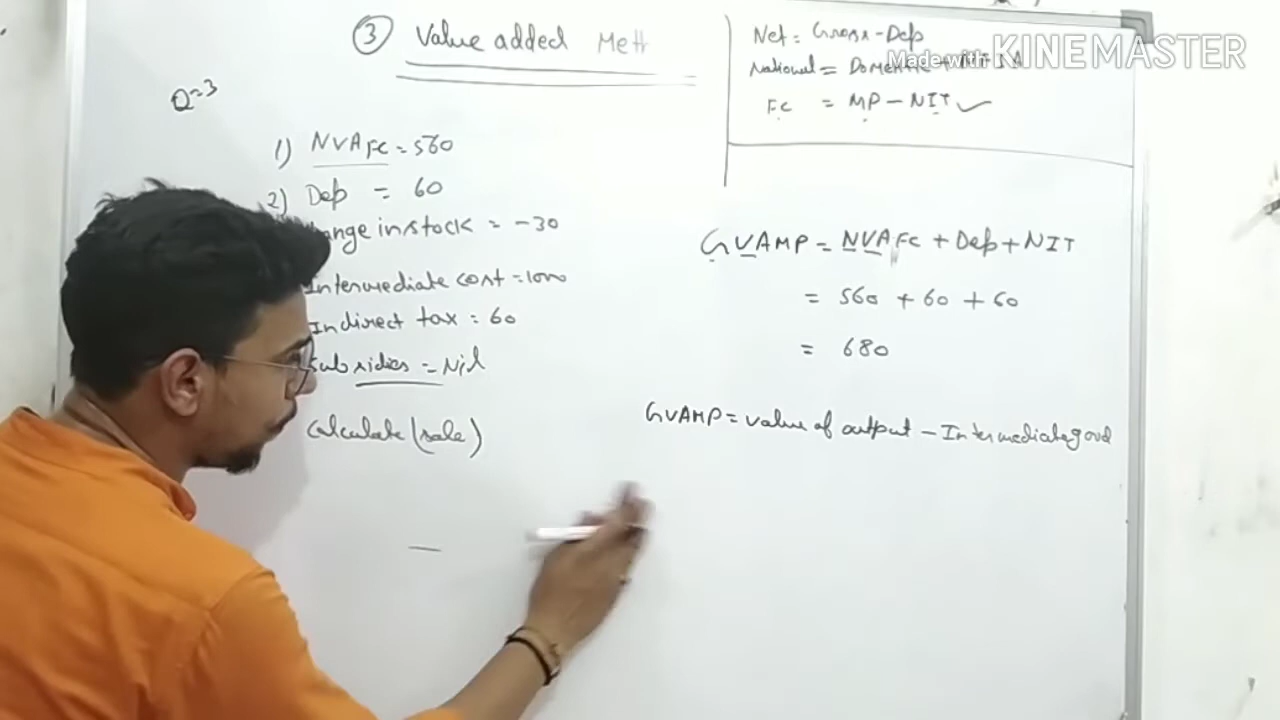 ③ Value added Met
Net = Gross - Dep
Made with KINEMASTER
National = Domestic +
FC = MP - NIT ✓
Q=3
1) NVAFC = 560
2) Dep = 60
ange in stock = -30
Intermediate cost = 1000
Indirect tax : 60
Subsidies = Nil
Calculate (sale)
GVAMP = NVAFC + Dep + NIT
= 560 + 60 + 60
= 680
GVAMP = value of output - Intermediate good